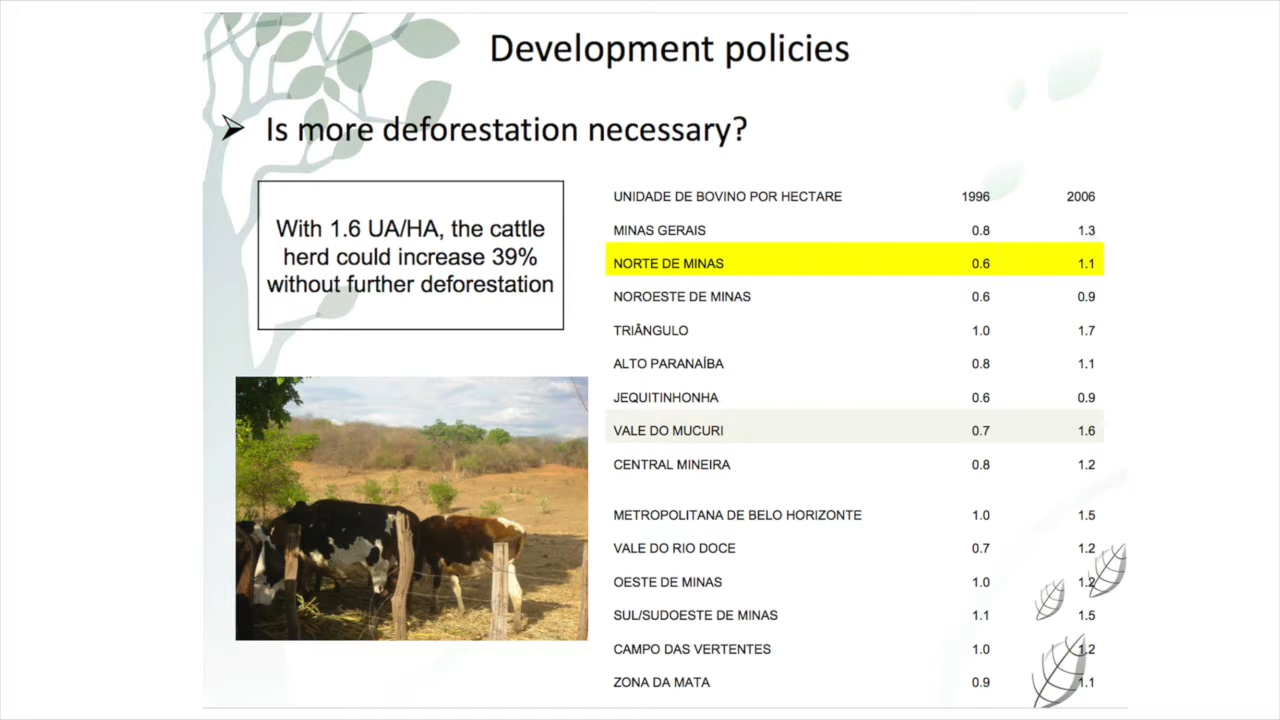 Development policies
Is more deforestation necessary?
With 1.6 UA/HA, the cattle
herd could increase 39%
without further deforestation
UNIDADE DE BOVINO POR HECTARE 1996 2006
MINAS GERAIS 0.8 1.3
NORTE DE MINAS 0.6 1.1
NOROESTE DE MINAS 0.6 0.9
TRIÂNGULO 1.0 1.7
ALTO PARANAÍBA 0.8 1.1
JEQUITINHONHA 0.6 0.9
VALE DO MUCURI 0.7 1.6
CENTRAL MINEIRA 0.8 1.2
METROPOLITANA DE BELO HORIZONTE 1.0 1.5
VALE DO RIO DOCE 0.7 1.2
OESTE DE MINAS 1.0 1.2
SUL/SUDOESTE DE MINAS 1.1 1.5
CAMPO DAS VERTENTES 1.0 1.2
ZONA DA MATA 0.9 1.1